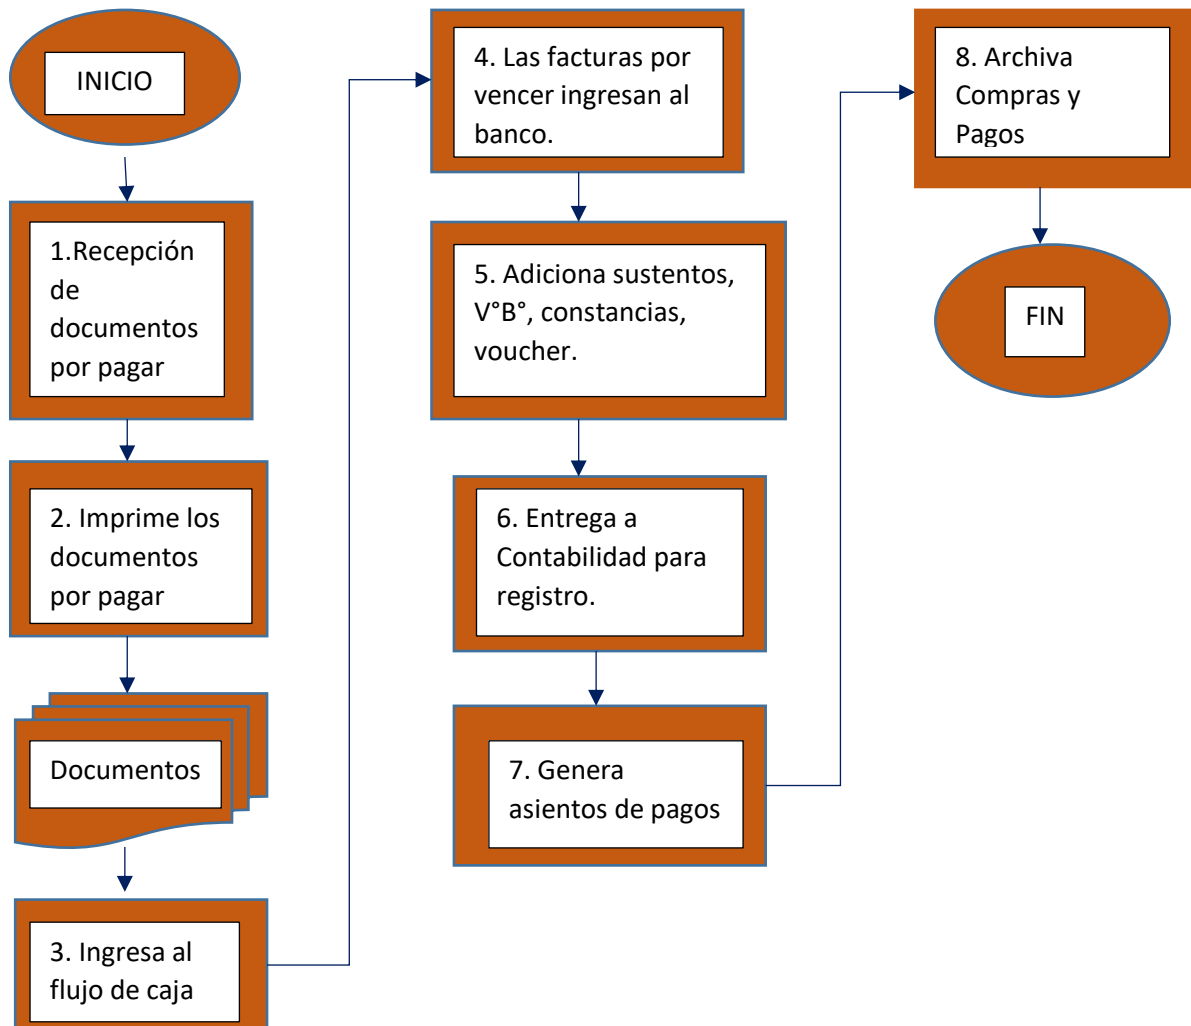 INICIO
1.Recepción
de
documentos
por pagar
2. Imprime los
documentos
por pagar
Documentos
3. Ingresa al
flujo de caja
4. Las facturas por
vencer ingresan al
banco.
5. Adiciona sustentos,
V°B°, constancias,
voucher.
6. Entrega a
Contabilidad para
registro.
7. Genera
asientos de pagos
8. Archiva
Compras y
Pagos
FIN